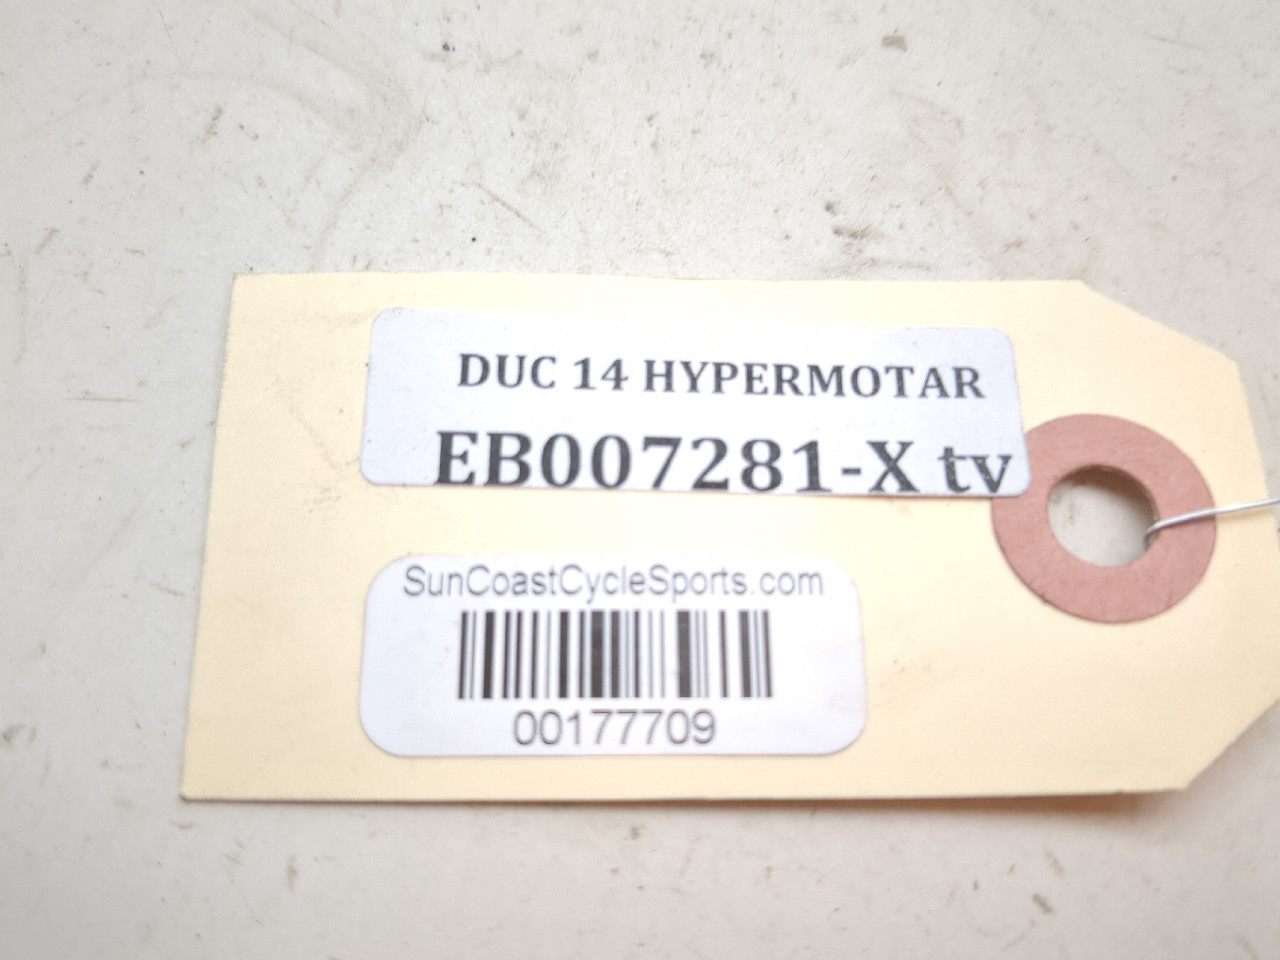 DUC 14 HYPERMOTAR
EB007281-X tv
SunCoastCycleSports.com
00177709